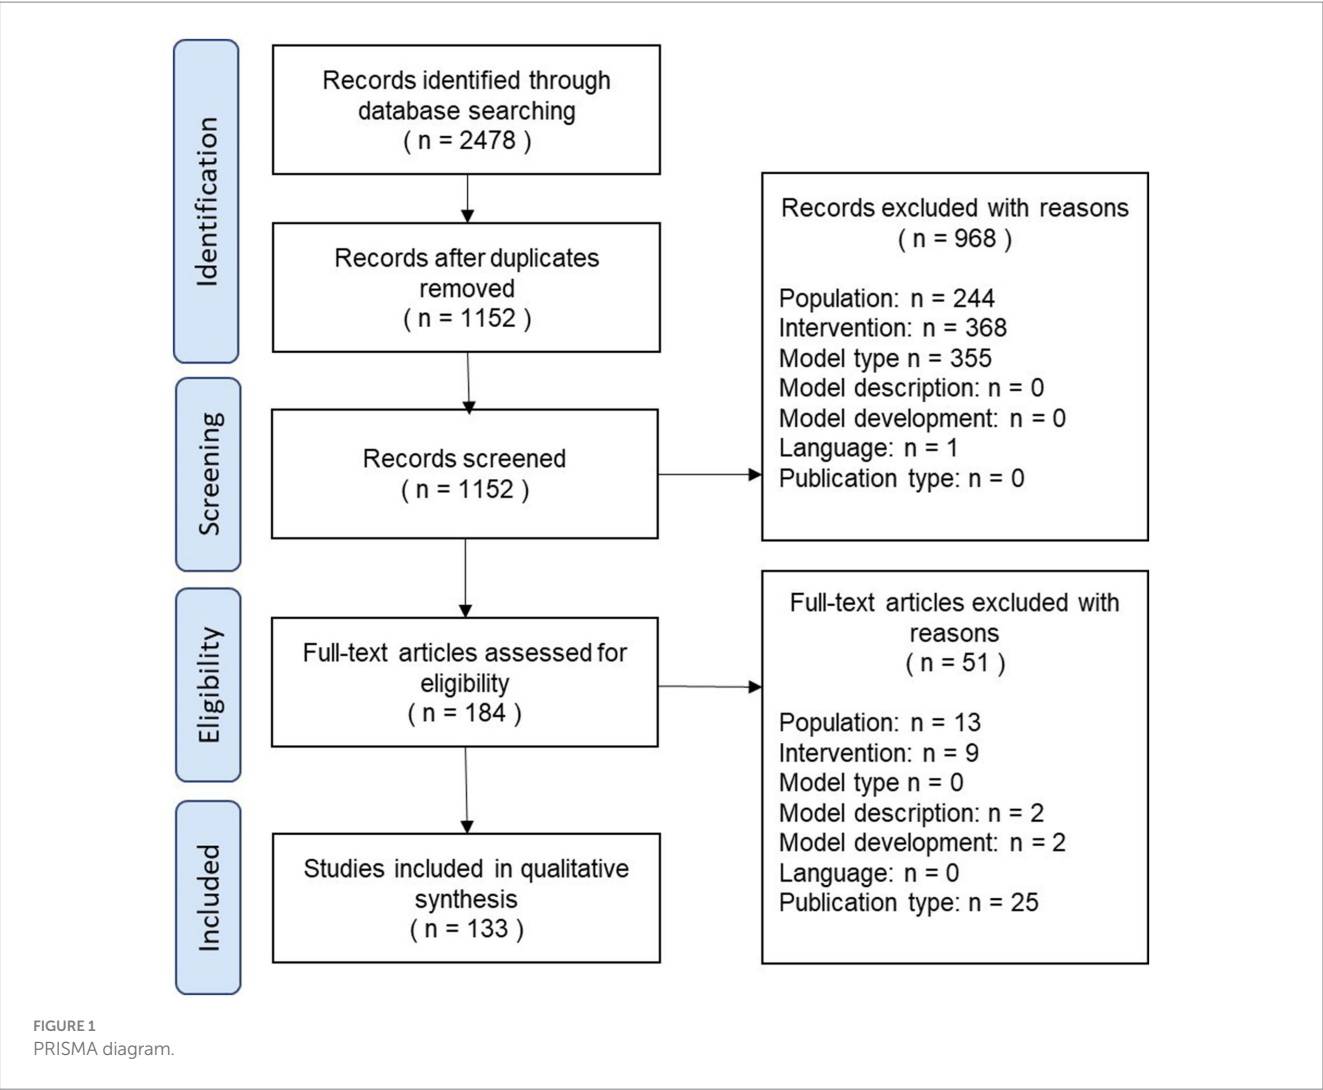 Identification
Records identified through
database searching
( n = 2478 )
Records after duplicates
removed
( n = 1152 )
Screening
Records screened
( n = 1152 )
Records excluded with reasons
( n = 968 )
Population: n = 244
Intervention: n = 368
Model type n = 355
Model description: n = 0
Model development: n = 0
Language: n = 1
Publication type: n = 0
Eligibility
Full-text articles assessed for
eligibility
( n = 184 )
Full-text articles excluded with
reasons
( n = 51 )
Population: n = 13
Intervention: n = 9
Model type n = 0
Model description: n = 2
Model development: n = 2
Language: n = 0
Publication type: n = 25
Included
Studies included in qualitative
synthesis
( n = 133 )
FIGURE 1
PRISMA diagram.